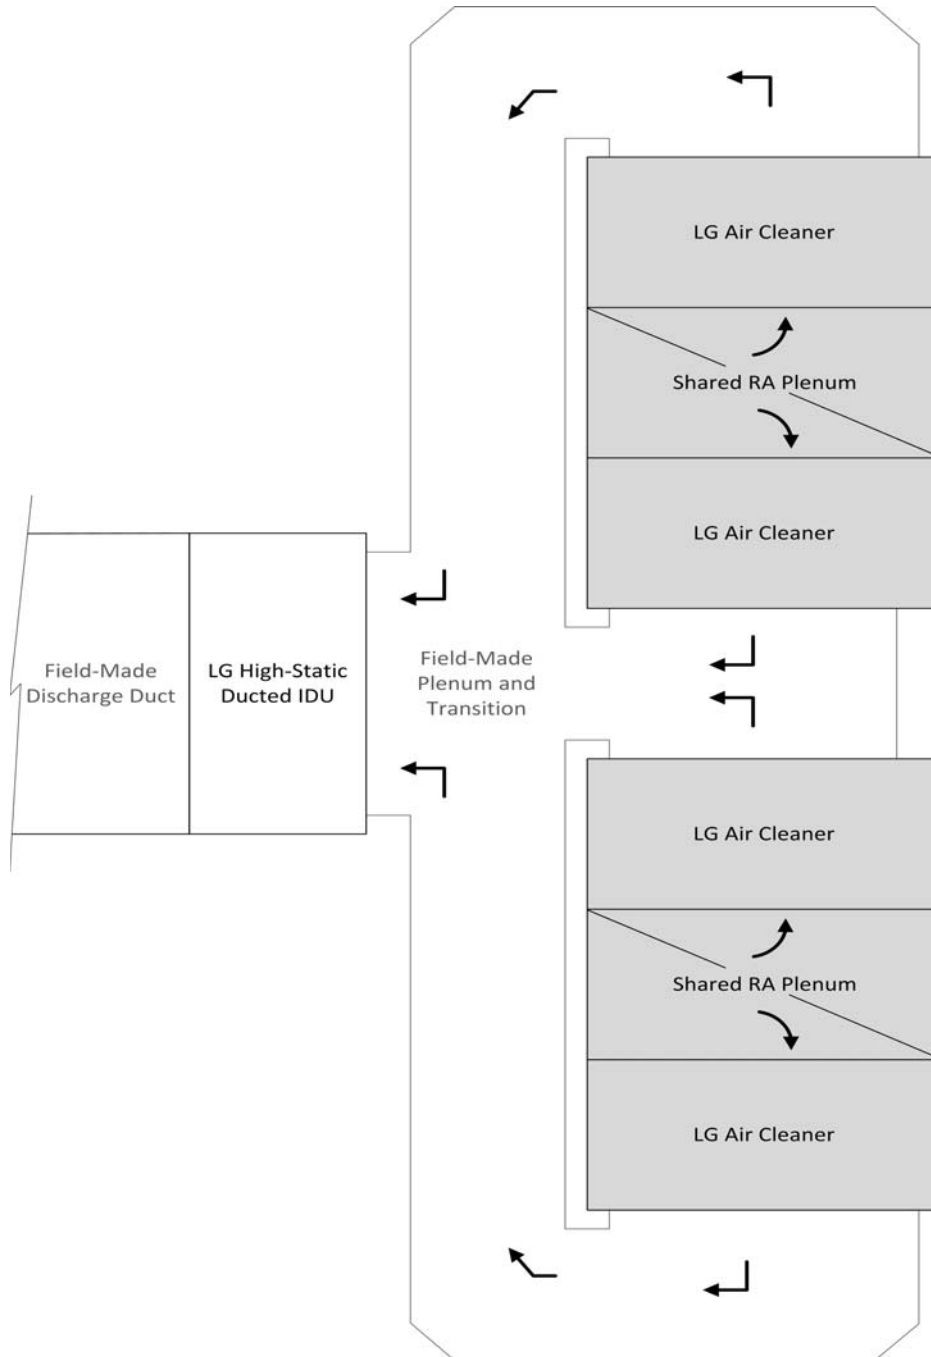 LG Air Cleaner
Shared RA Plenum
LG Air Cleaner
Field-Made
Discharge Duct
LG High-Static
Ducted IDU
Field-Made
Plenum and
Transition
LG Air Cleaner
Shared RA Plenum
LG Air Cleaner